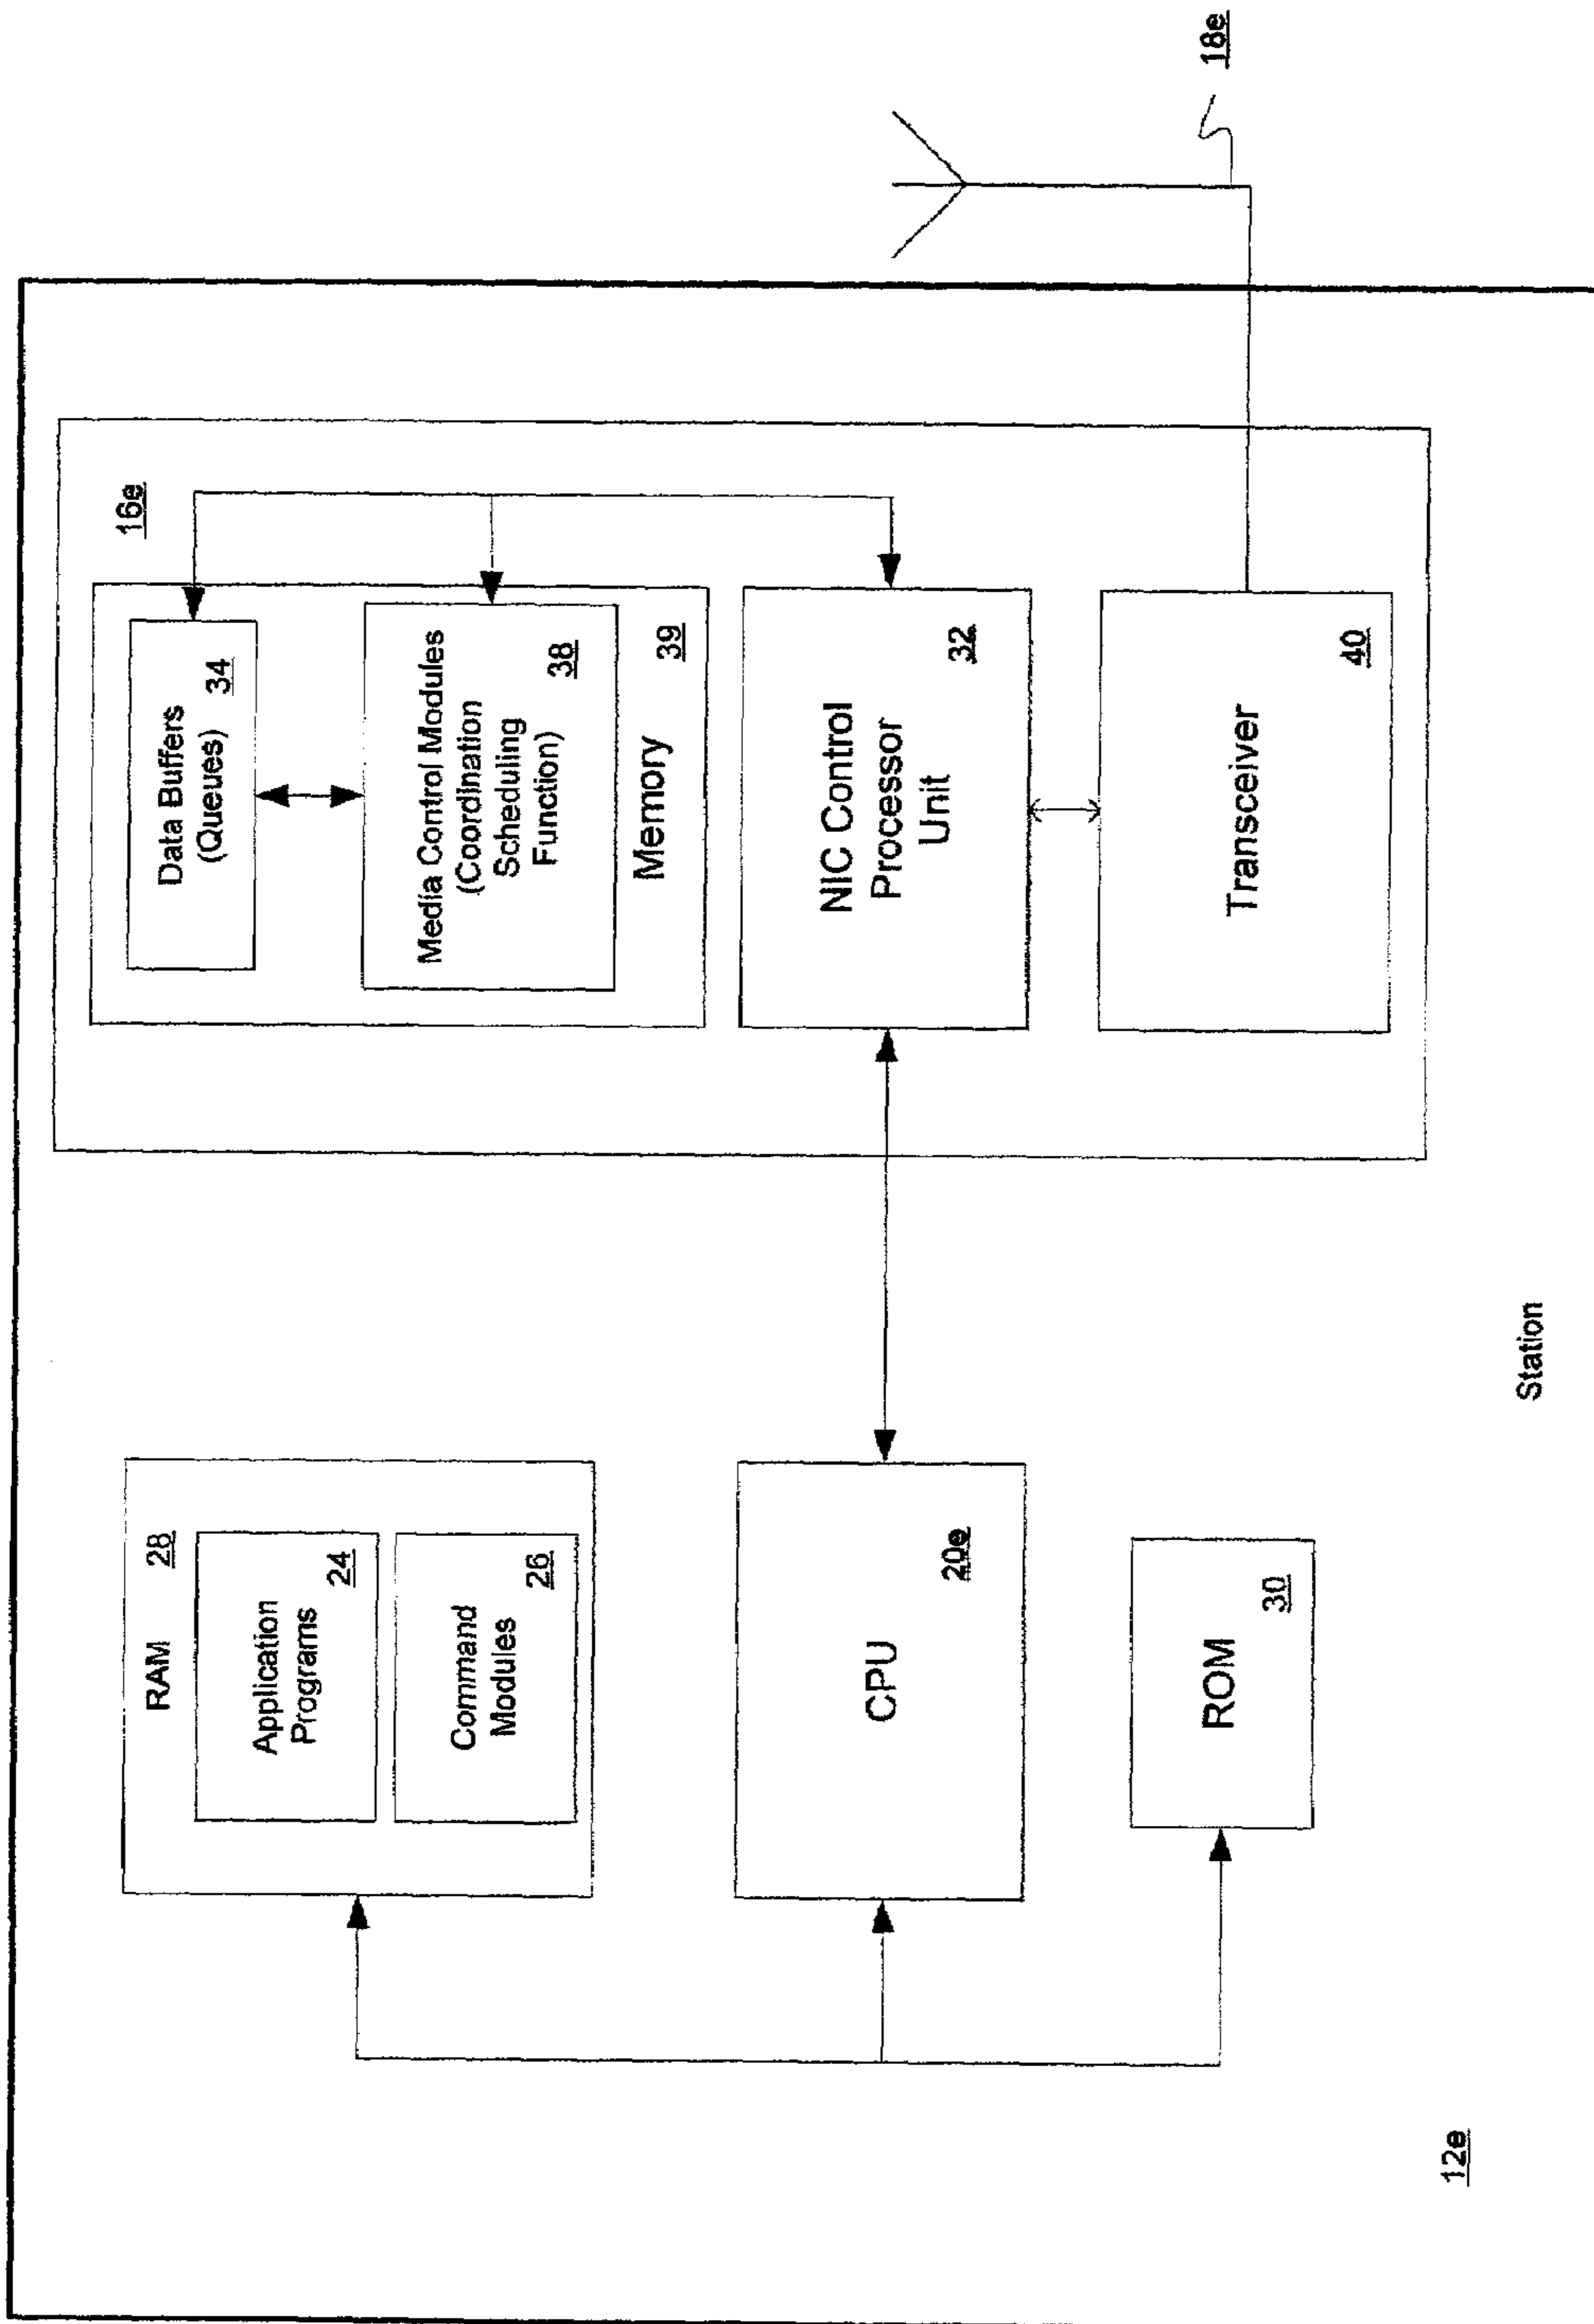 RAM
28
Application
Programs
24
Command
Modules
26
CPU
20e
ROM
30
16e
Data Buffers
(Queues)
34
Media Control Modules
(Coordination
Scheduling
Function)
38
Memory
39
NIC Control
Processor
Unit
32
Transceiver
40
18e
12e
Station